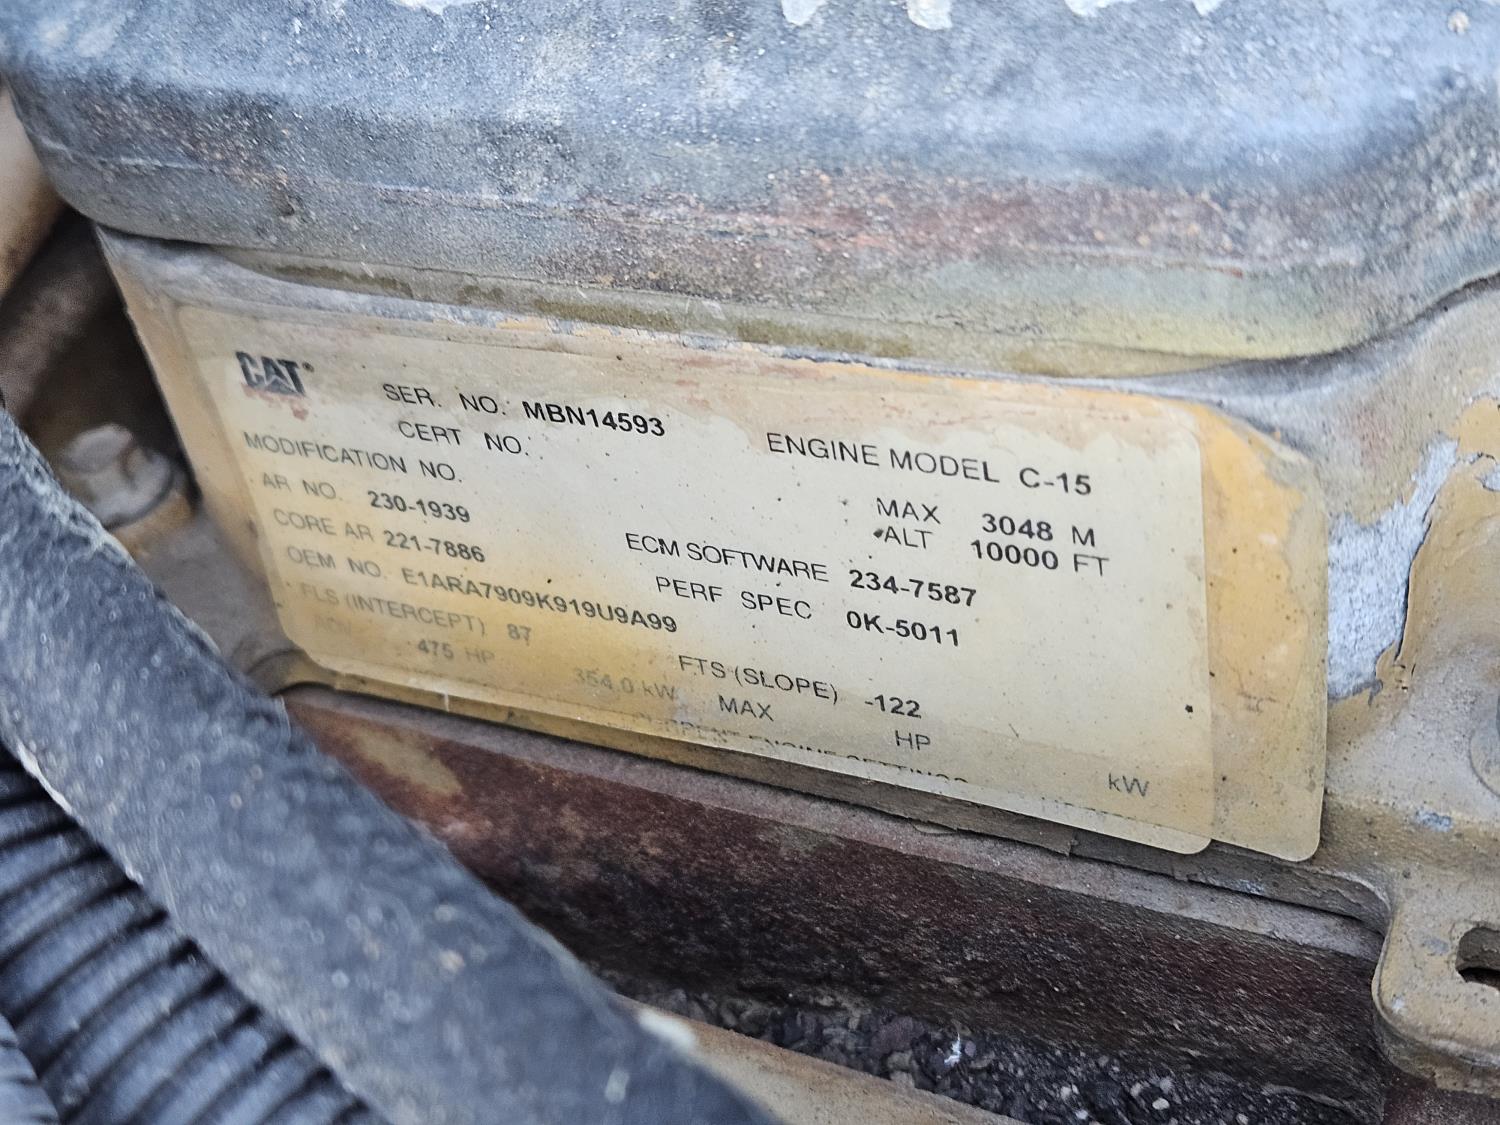 CAT
SER. NO. MBN14593
CERT NO.
ENGINE MODEL C-15
MODIFICATION NO.
AR NO. 230-1939
MAX 3048 M
ALT 10000 FT
CORE AR 221-7886
ECM SOFTWARE 234-7587
OEM NO. E1ARA7909K919U9A99
PERF SPEC 0K-5011
FLS (INTERCEPT) 87
FTS (SLOPE) -122
475 HP
354.0 kW
MAX
HP
kW